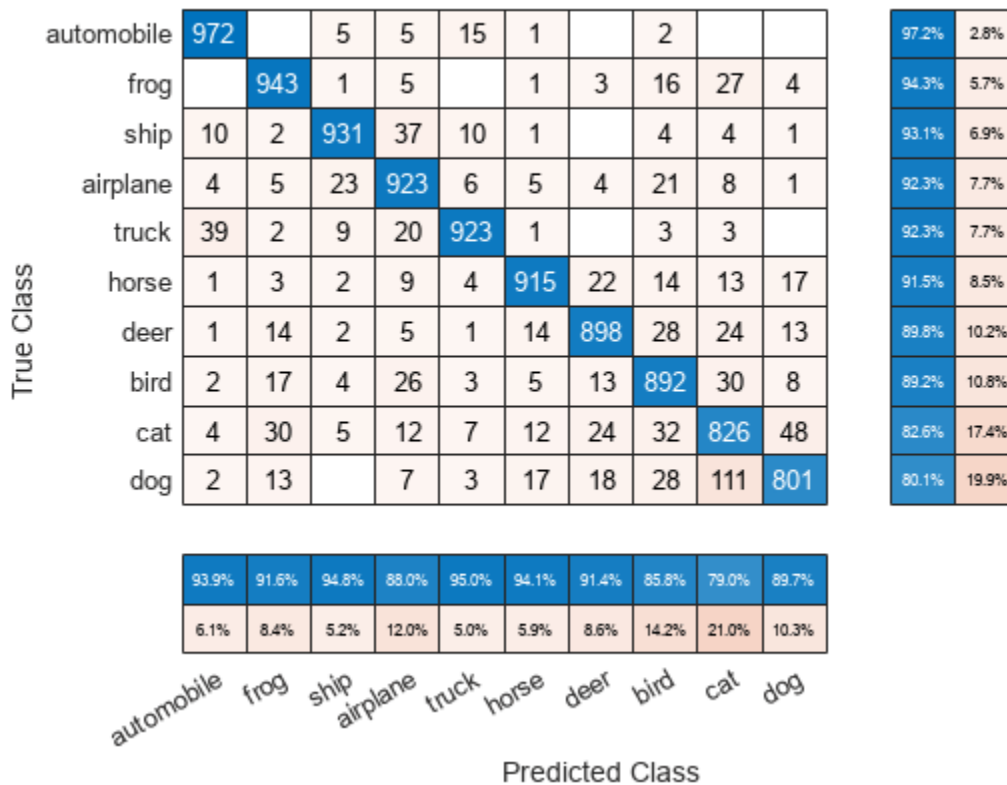 automobile 972 5 5 15 1 2 97.2% 2.8%
frog 943 1 5 1 3 16 27 4 94.3% 5.7%
ship 10 2 931 37 10 1 4 4 1 93.1% 6.9%
airplane 4 5 23 923 6 5 4 21 8 1 92.3% 7.7%
truck 39 2 9 20 923 1 3 3 92.3% 7.7%
horse 1 3 2 9 4 915 22 14 13 17 91.5% 8.5%
deer 1 14 2 5 1 14 898 28 24 13 89.8% 10.2%
bird 2 17 4 26 3 5 13 892 30 8 89.2% 10.8%
cat 4 30 5 12 7 12 24 32 826 48 82.6% 17.4%
dog 2 13 7 3 17 18 28 111 801 80.1% 19.9%
True Class
93.9% 91.6% 94.8% 88.0% 95.0% 94.1% 91.4% 85.8% 79.0% 89.7%
6.1% 8.4% 5.2% 12.0% 5.0% 5.9% 8.6% 14.2% 21.0% 10.3%
automobile frog ship airplane truck horse deer bird cat dog
Predicted Class